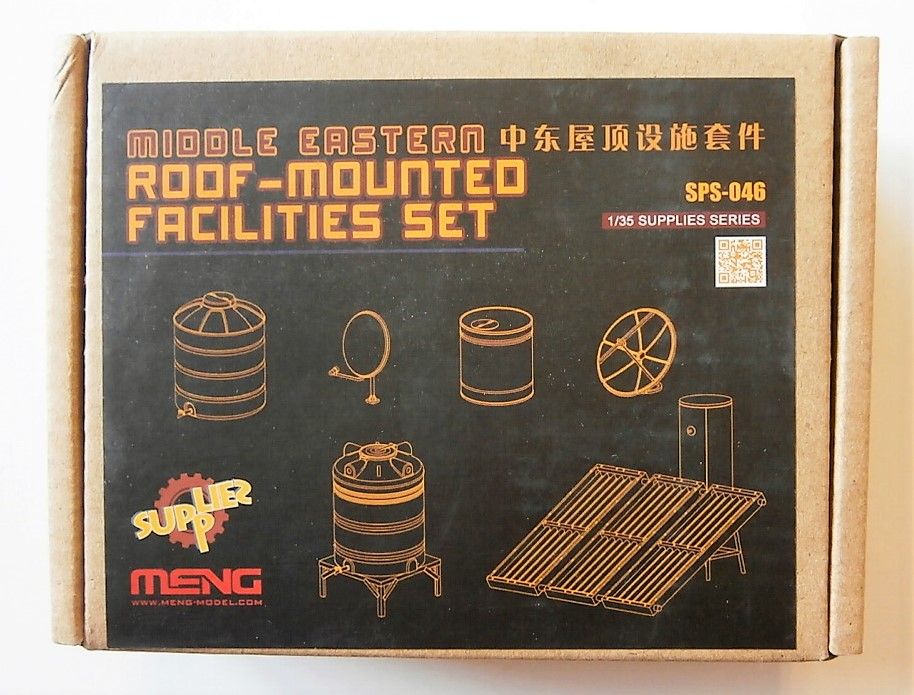 MIDDLE EASTERN 中东屋顶设施套件
ROOF-MOUNTED
FACILITIES SET
SPS-046
1/35 SUPPLIES SERIES
SUPPLIES
MENG
WWW.MENG-MODEL.COM